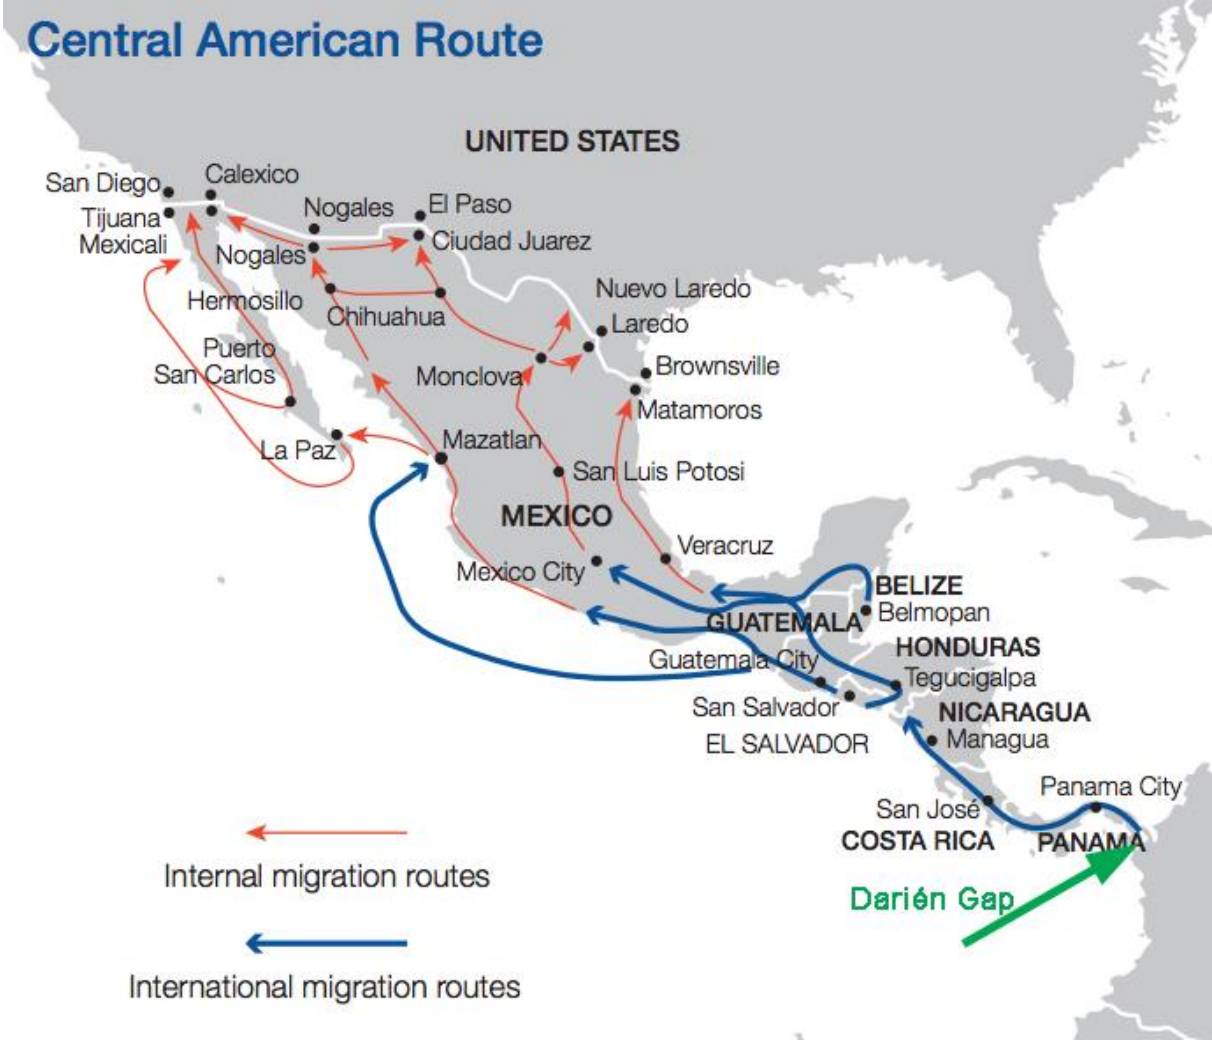 Central American Route
UNITED STATES
San Diego
Calexico
Tijuana
Mexicali
Nogales
El Paso
Nogales
Ciudad Juarez
Hermosillo
Chihuahua
Nuevo Laredo
Laredo
Puerto
San Carlos
Monclova
Brownsville
Matamoros
La Paz
Mazatlan
San Luis Potosi
MEXICO
Mexico City
Veracruz
BELIZE
Belmopan
GUATEMALA
HONDURAS
Guatemala City
Tegucigalpa
San Salvador
NICARAGUA
EL SALVADOR
Managua
Panama City
San José
COSTA RICA
PANAMA
Darién Gap
Internal migration routes
International migration routes